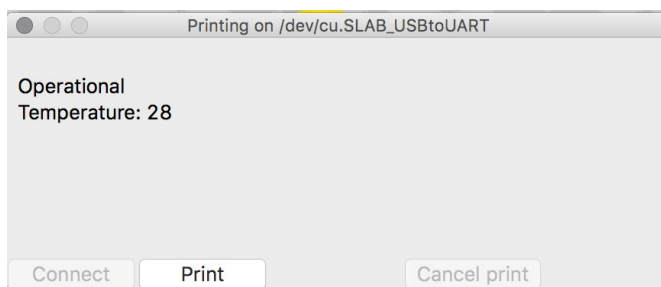 Printing on /dev/cu.SLAB_USBtoUART
Operational
Temperature: 28
Connect Print Cancel print